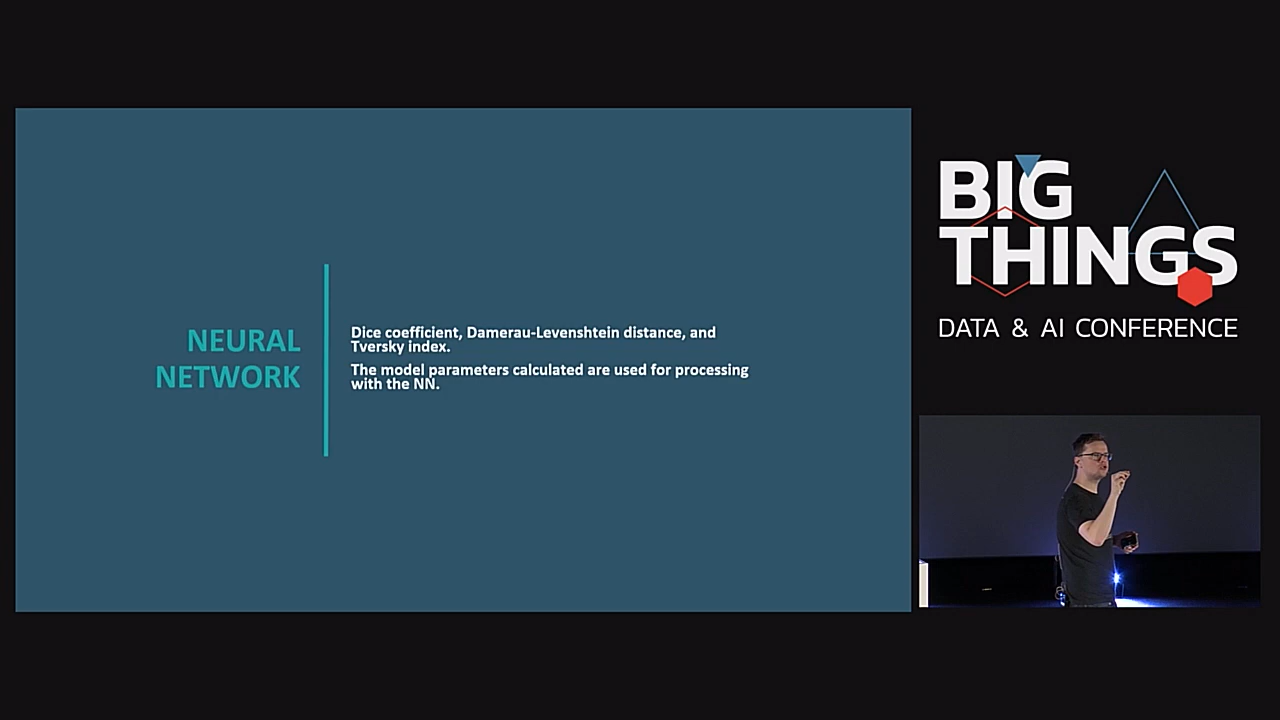 NEURAL
NETWORK
Dice coefficient, Damerau-Levenshtein distance, and
Tversky index.
The model parameters calculated are used for processing
with the NN.
BIG
THINGS
DATA & AI CONFERENCE